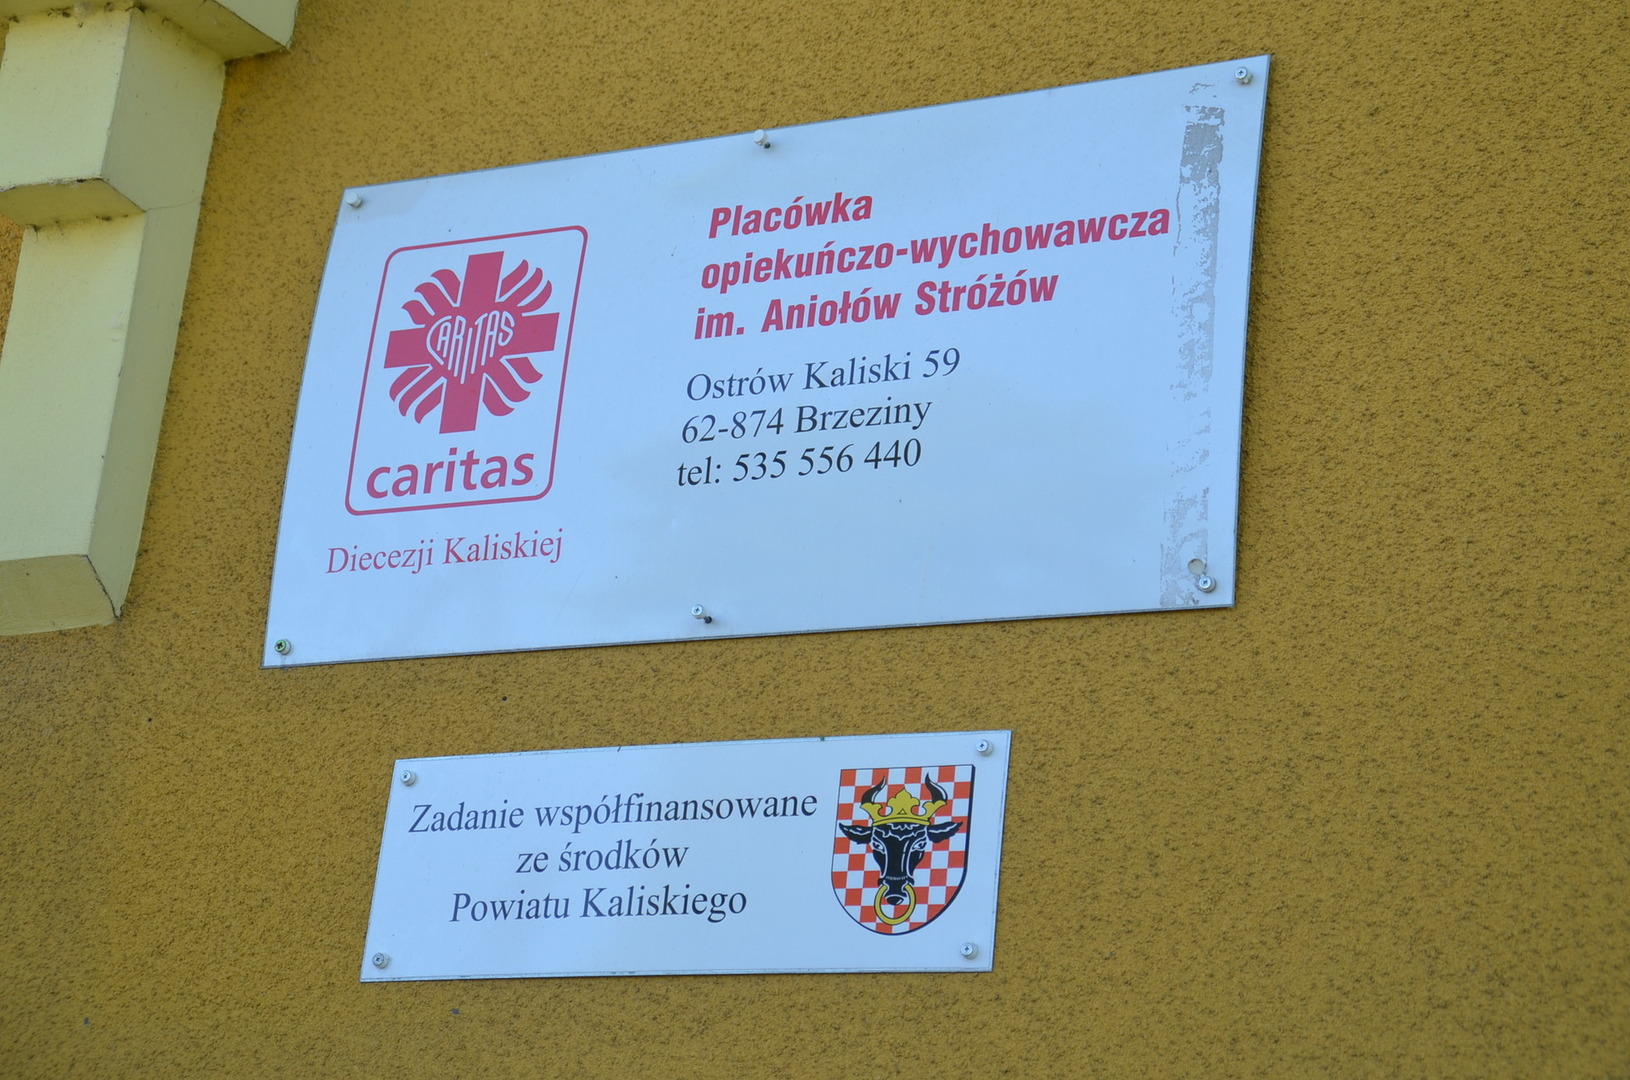 CARITAS
caritas
Diecezji Kaliskiej
Placówka
opiekuńczo-wychowawcza
im. Aniołów Stróżów
Ostrów Kaliski 59
62-874 Brzeziny
tel: 535 556 440
Zadanie współfinansowane
ze środków
Powiatu Kaliskiego